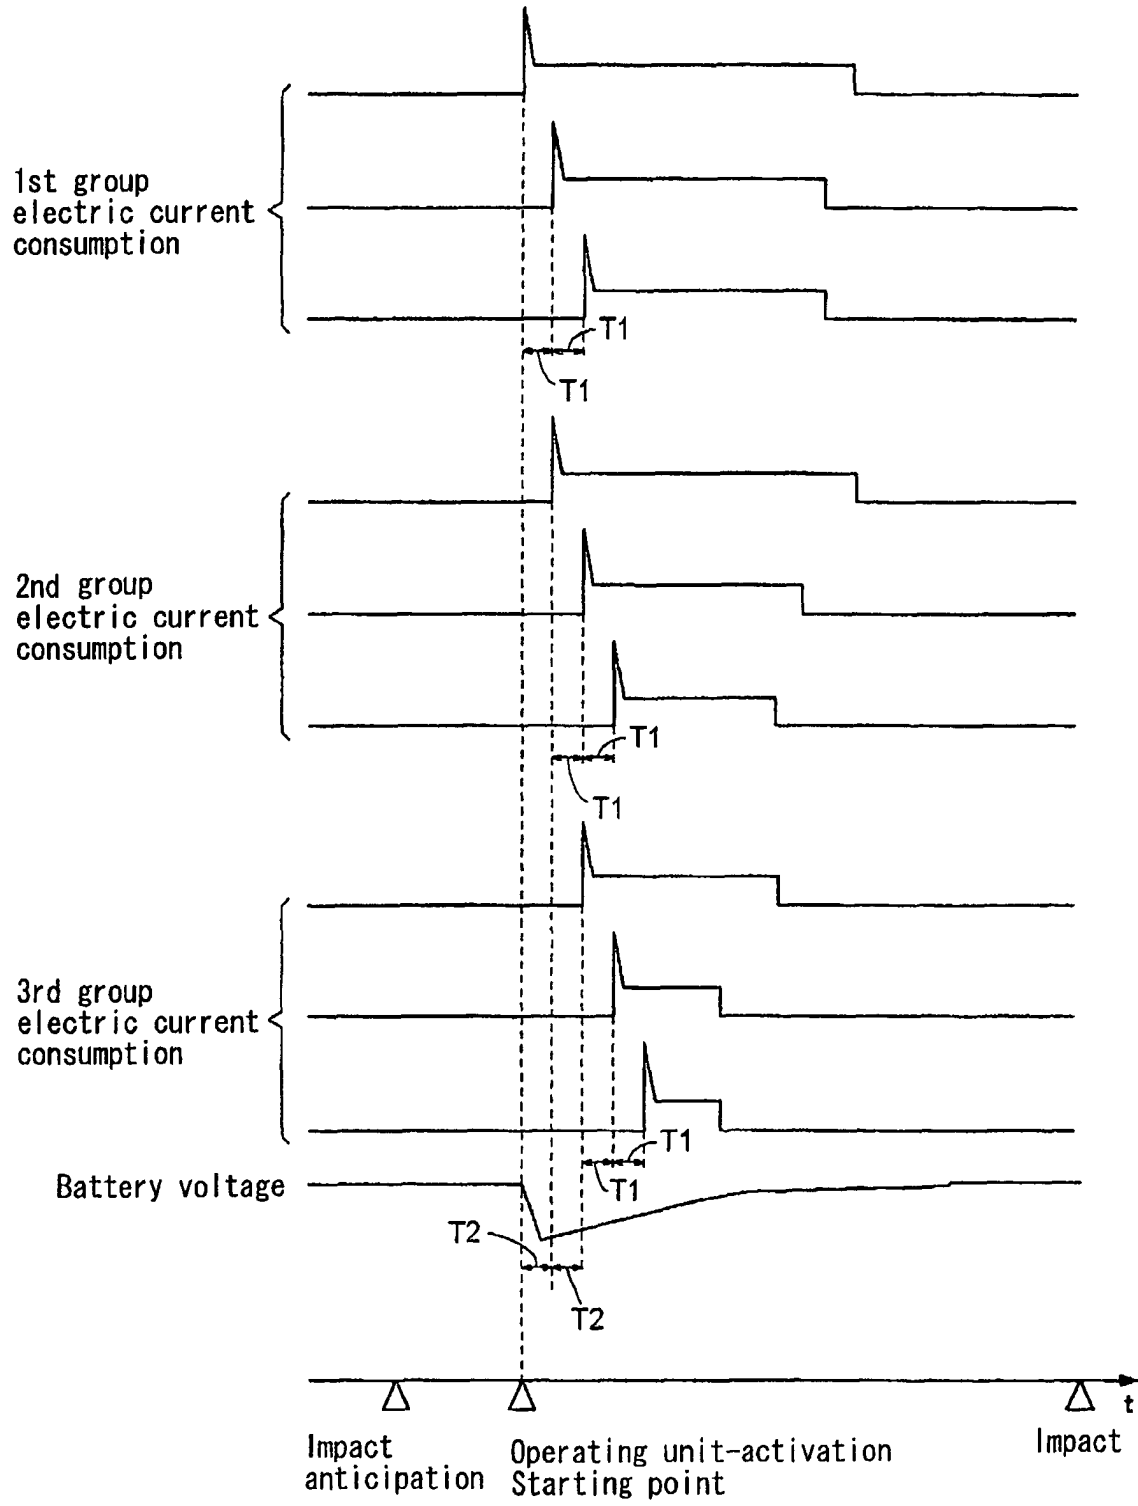 1st group
electric current
consumption
T1
T1
2nd group
electric current
consumption
T1
T1
3rd group
electric current
consumption
T1
T1
Battery voltage
T2
T2
t
Impact
anticipation
Operating unit-activation
Starting point
Impact